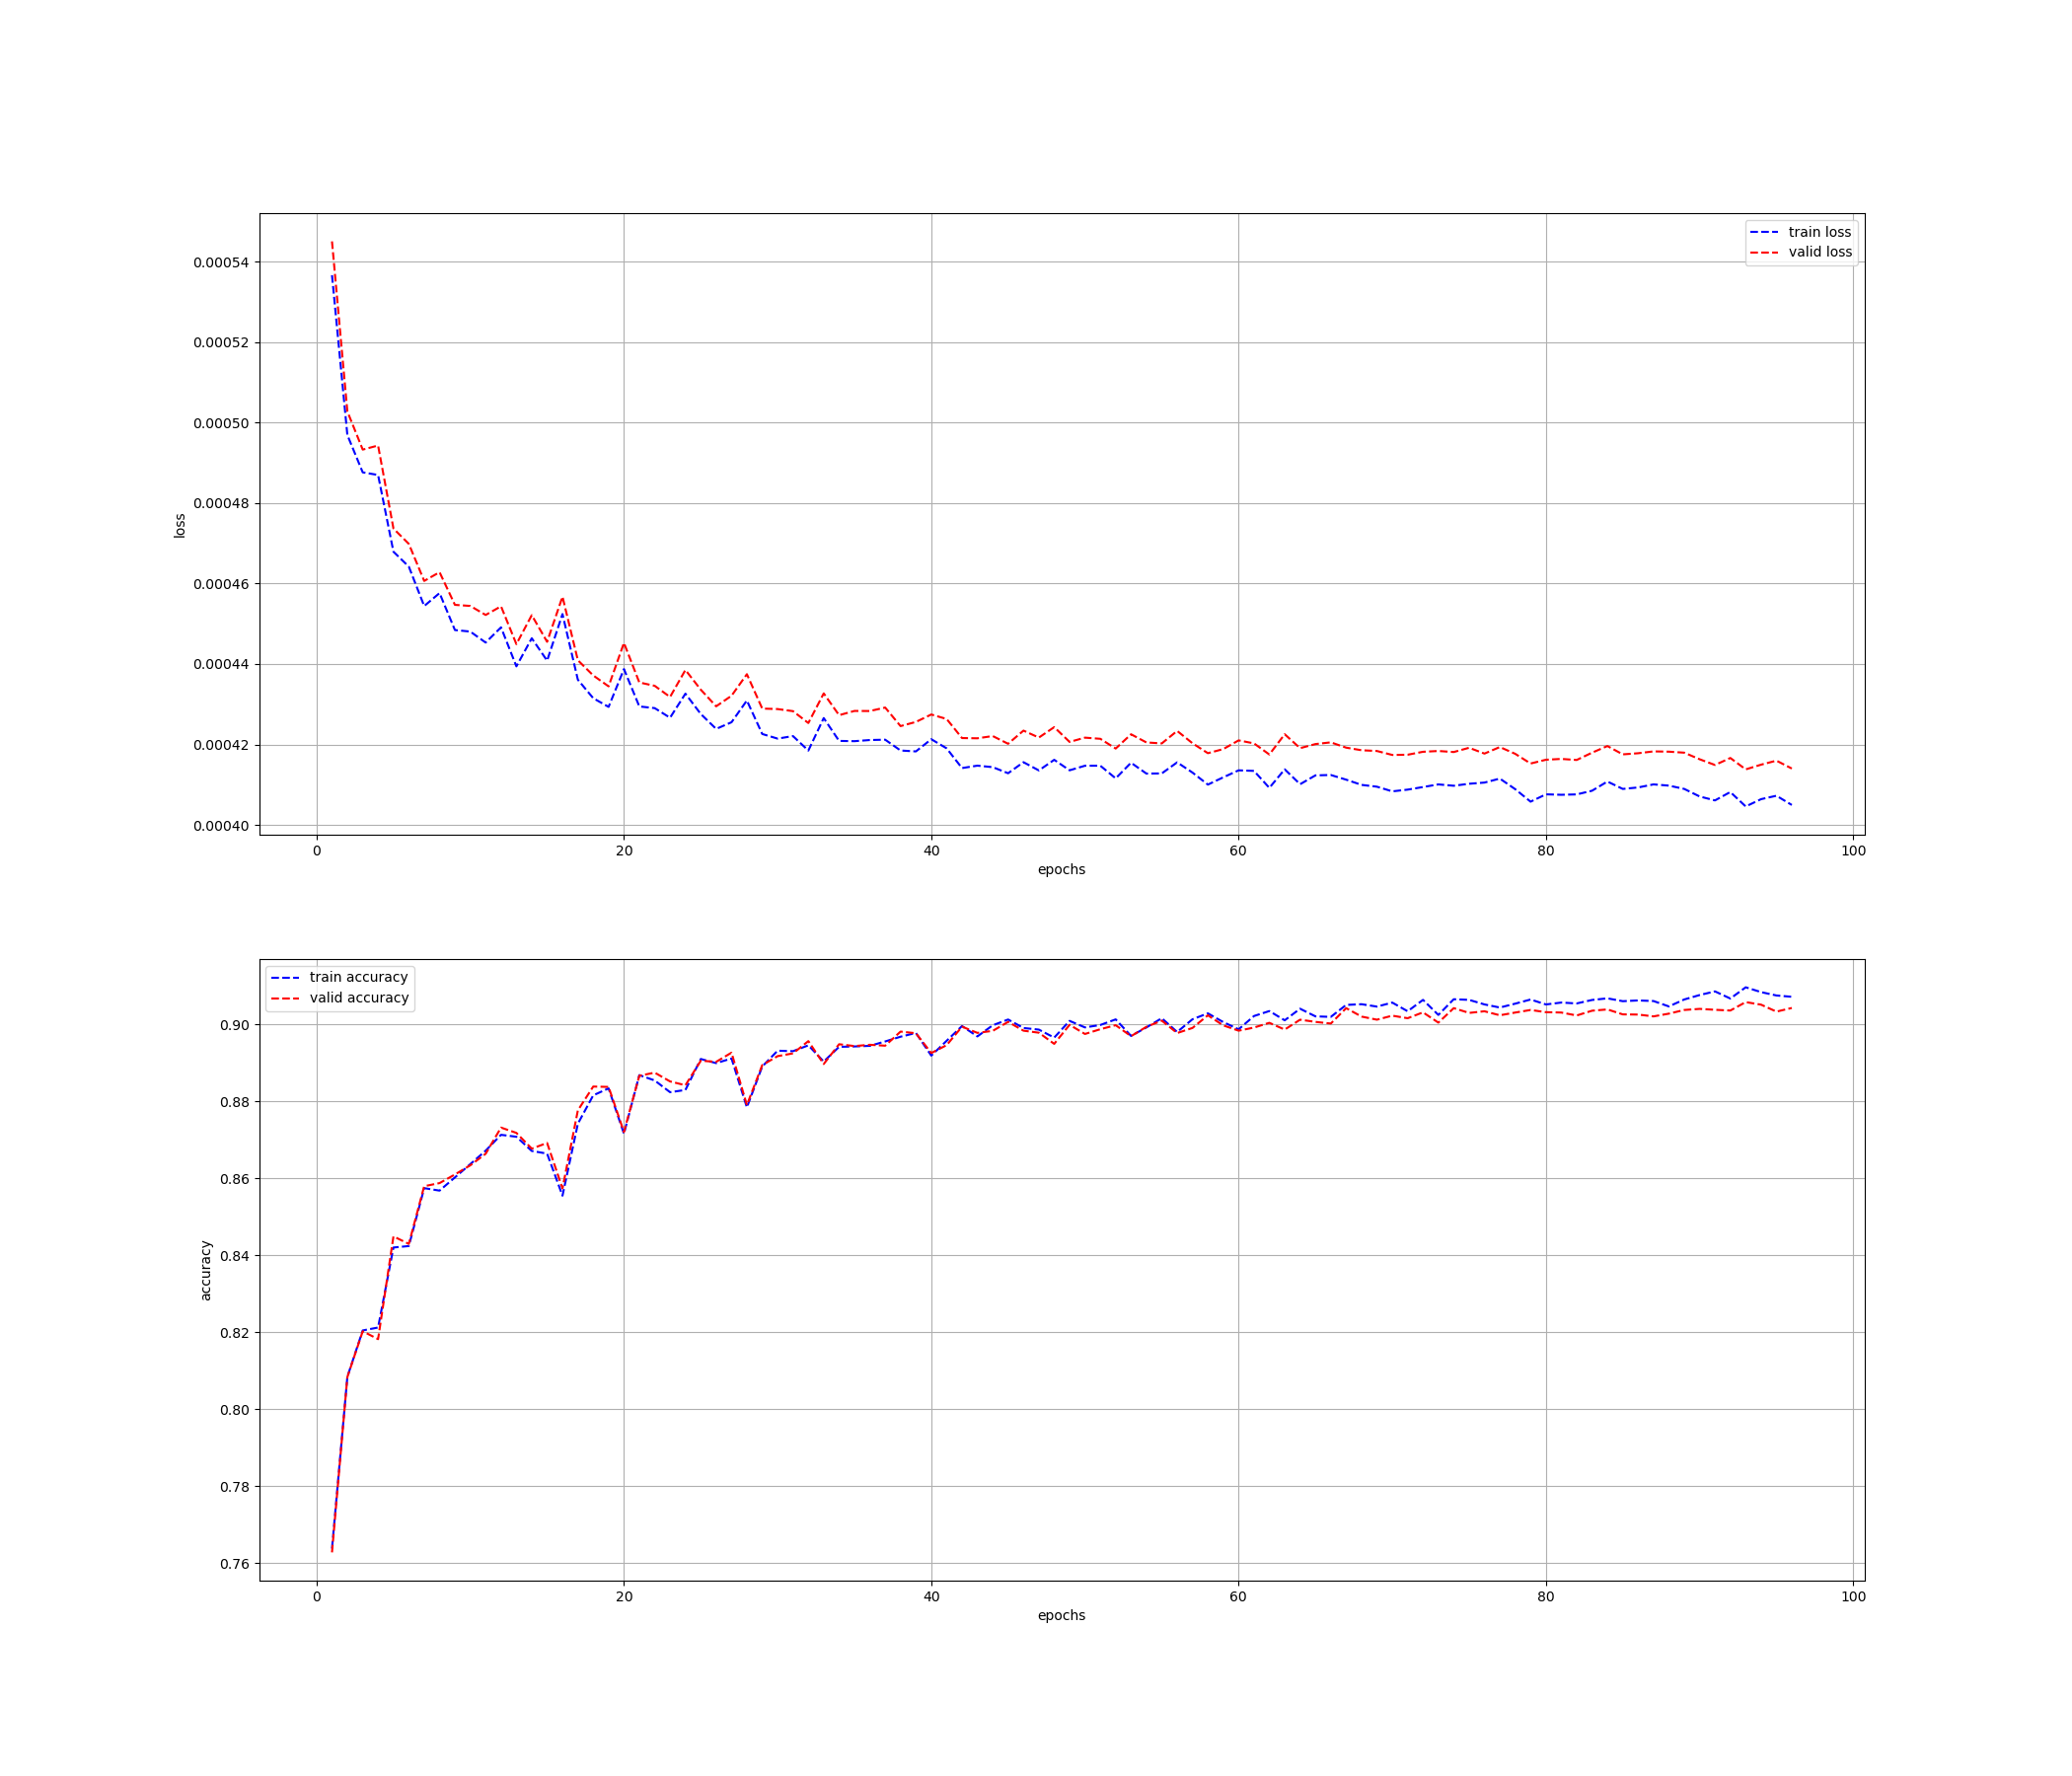 train loss
valid loss
0.00054
0.00052
0.00050
0.00048
0.00046
0.00044
0.00042
0.00040
loss
0 20 40 60 80 100
epochs
train accuracy
valid accuracy
0.90
0.88
0.86
0.84
0.82
0.80
0.78
0.76
accuracy
0 20 40 60 80 100
epochs